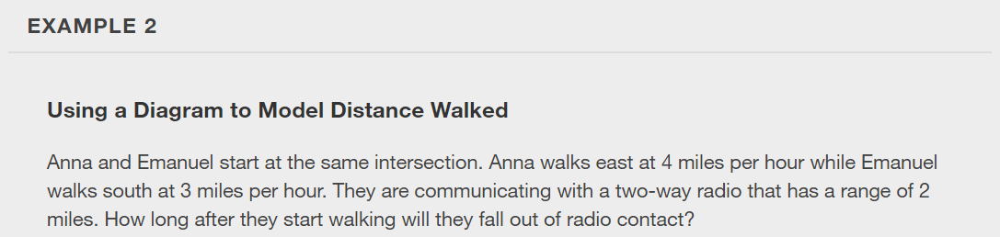 EXAMPLE 2
Using a Diagram to Model Distance Walked
Anna and Emanuel start at the same intersection. Anna walks east at 4 miles per hour while Emanuel
walks south at 3 miles per hour. They are communicating with a two-way radio that has a range of 2
miles. How long after they start walking will they fall out of radio contact?